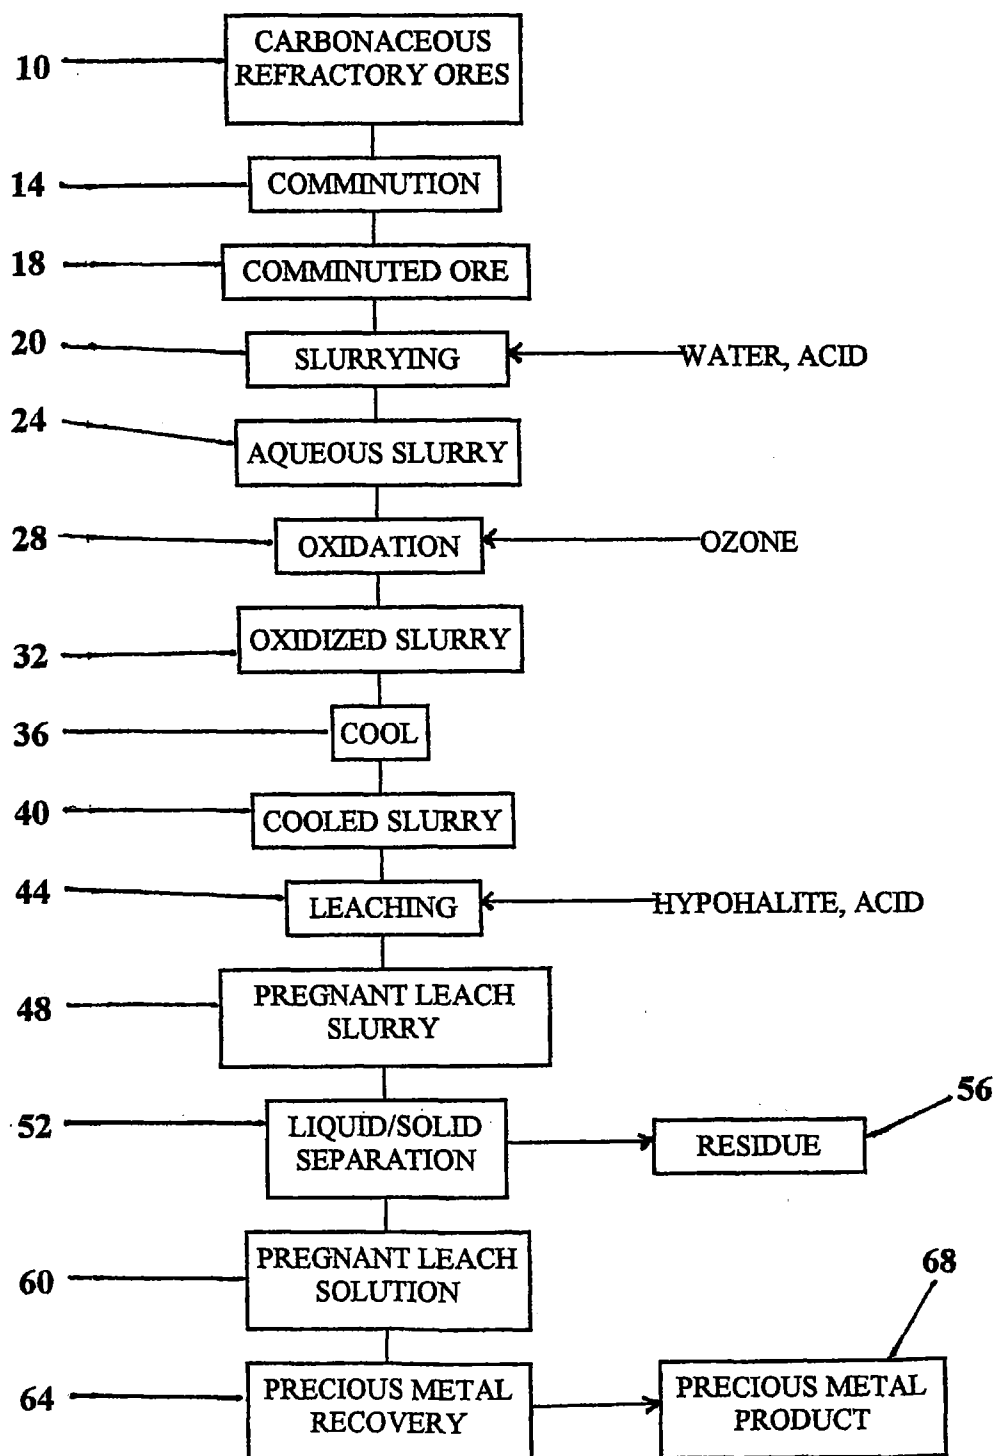 10
CARBONACEOUS
REFRACTORY ORES
14
COMMINUTION
18
COMMINUTED ORE
20
SLURRYING
WATER, ACID
24
AQUEOUS SLURRY
28
OXIDATION
OZONE
32
OXIDIZED SLURRY
36
COOL
40
COOLED SLURRY
44
LEACHING
HYPOHALITE, ACID
48
PREGNANT LEACH
SLURRY
52
LIQUID/SOLID
SEPARATION
RESIDUE
56
60
PREGNANT LEACH
SOLUTION
64
PRECIOUS METAL
RECOVERY
68
PRECIOUS METAL
PRODUCT